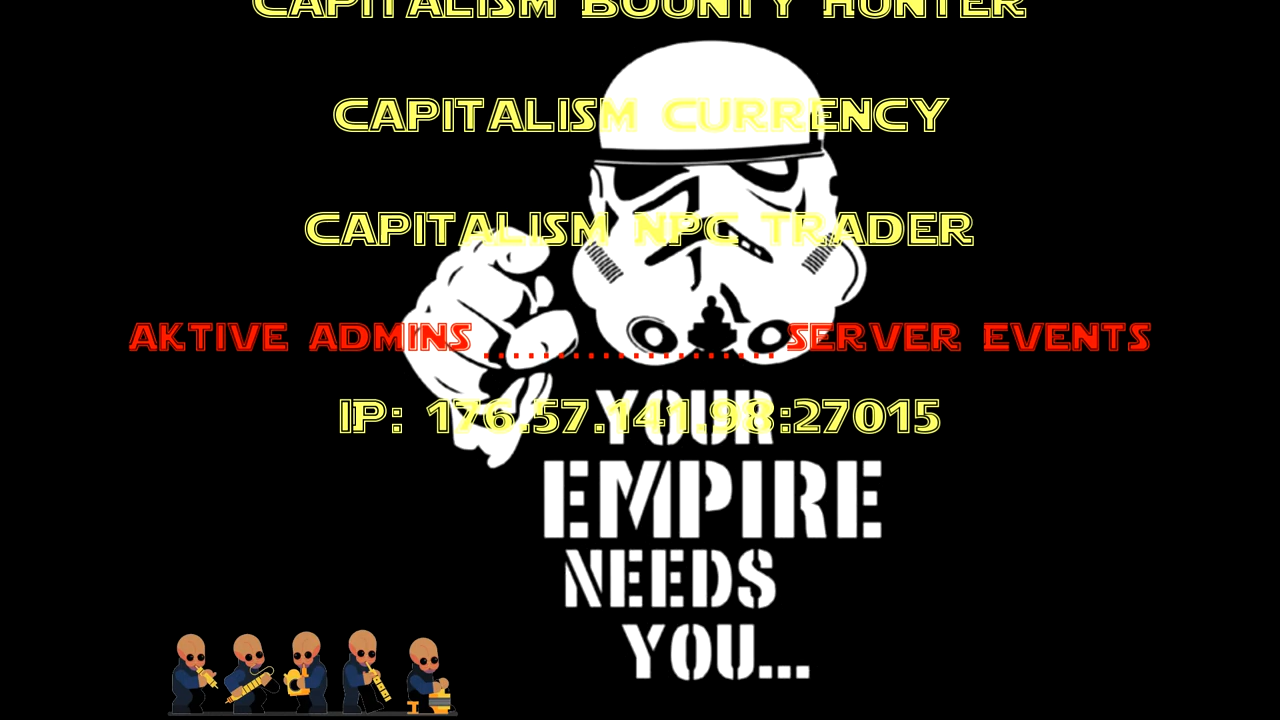 CAPITALISM BOUNTY HUNTER
CAPITALISM CURRENCY
CAPITALISM NPC TRADER
AKTIVE ADMINS ................... SERVER EVENTS
IP: 176.57.141.98:27015
YOUR
EMPIRE
NEEDS
YOU...